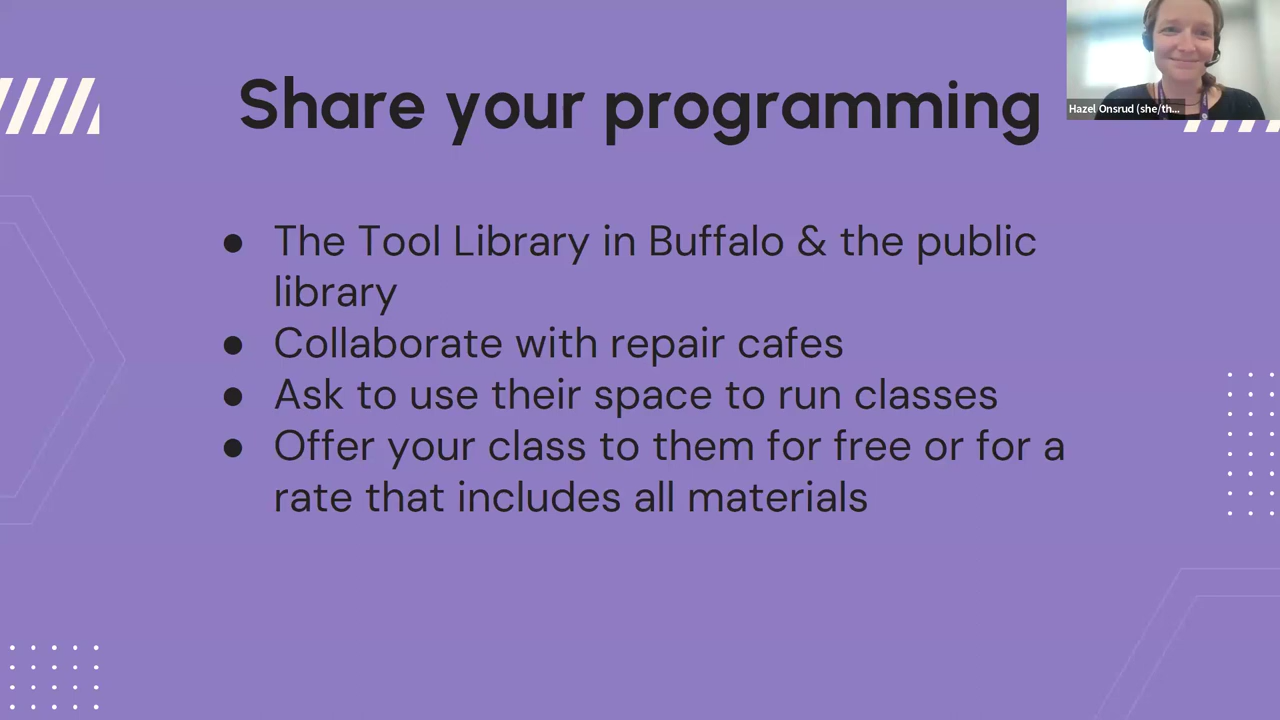 Share your programming
Hazel Onsrud (she/th...
● The Tool Library in Buffalo & the public
library
● Collaborate with repair cafes
● Ask to use their space to run classes
● Offer your class to them for free or for a
rate that includes all materials